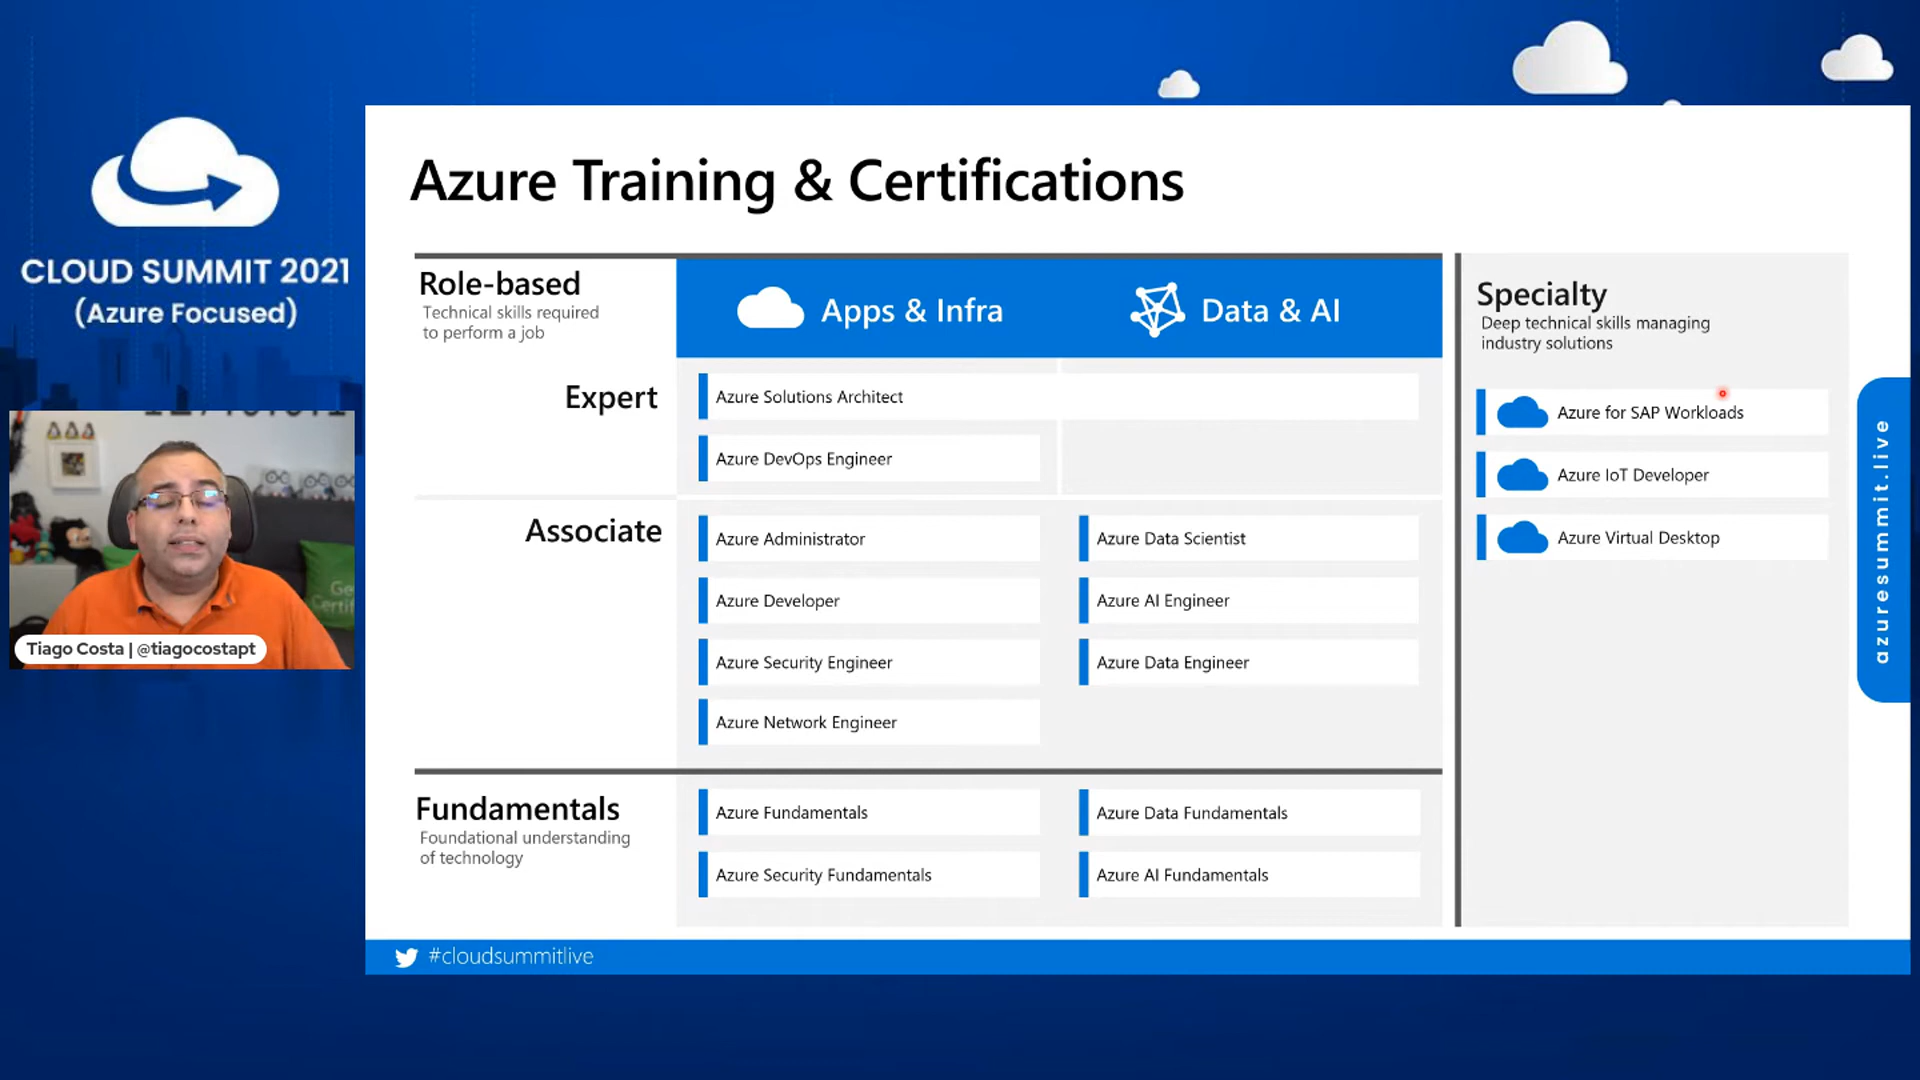 CLOUD SUMMIT 2021
(Azure Focused)
Tiago Costa | @tiagocostapt
Azure Training & Certifications
Role-based
Technical skills required
to perform a job
Apps & Infra
Data & AI
Expert
Azure Solutions Architect
Azure DevOps Engineer
Associate
Azure Administrator
Azure Data Scientist
Azure Developer
Azure AI Engineer
Azure Security Engineer
Azure Data Engineer
Azure Network Engineer
Fundamentals
Foundational understanding
of technology
Azure Fundamentals
Azure Data Fundamentals
Azure Security Fundamentals
Azure AI Fundamentals
Specialty
Deep technical skills managing
industry solutions
Azure for SAP Workloads
Azure IoT Developer
Azure Virtual Desktop
azuresummit.live
#cloudsummitlive